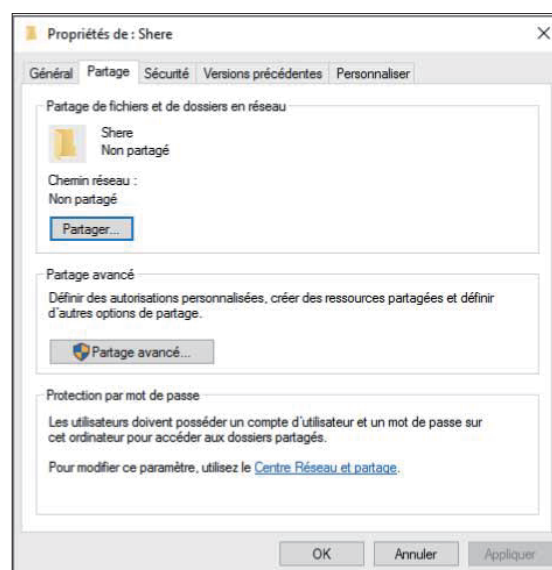 Propriétés de : Shere
Général Partage Sécurité Versions précédentes Personnaliser
Partage de fichiers et de dossiers en réseau
Shere
Non partagé
Chemin réseau :
Non partagé
Partager...
Partage avancé
Définir des autorisations personnalisées, créer des ressources partagées et définir
d'autres options de partage.
Partage avancé...
Protection par mot de passe
Les utilisateurs doivent posséder un compte d'utilisateur et un mot de passe sur
cet ordinateur pour accéder aux dossiers partagés.
Pour modifier ce paramètre, utilisez le Centre Réseau et partage.
OK Annuler Appliquer